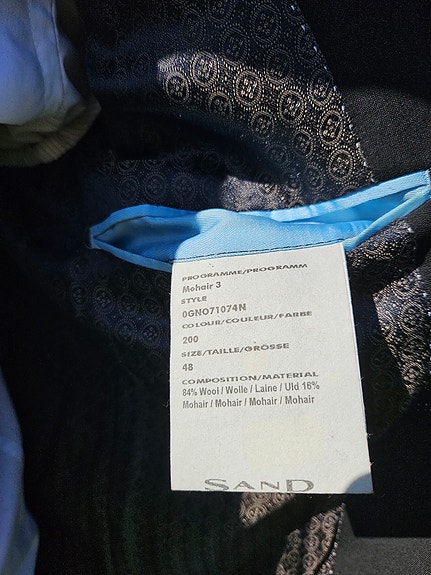 PROGRAMME/PROGRAMM
Mohair 3
STYLE
0GNO71074N
COLOUR/COULEUR/FARBE
200
SIZE/TAILLE/GRÖSSE
48
COMPOSITION/MATERIAL
84% Wool / Wolle / Laine / Uld 16%
Mohair / Mohair / Mohair / Mohair
SAND